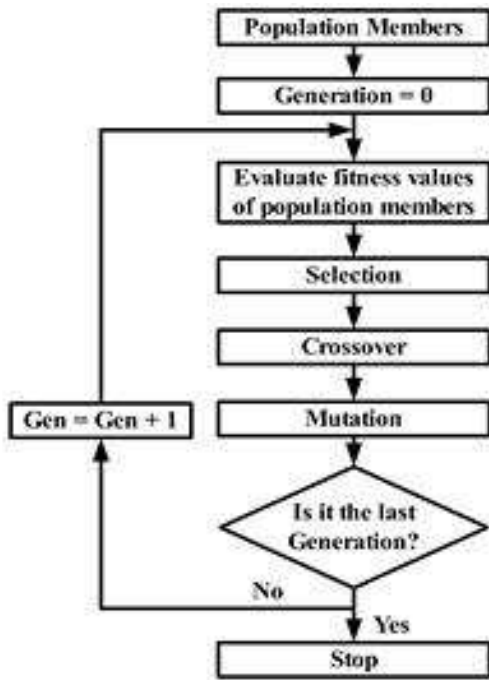 Population Members
Generation = 0
Evaluate fitness values
of population members
Selection
Crossover
Mutation
Gen = Gen + 1
Is it the last
Generation?
No
Yes
Stop